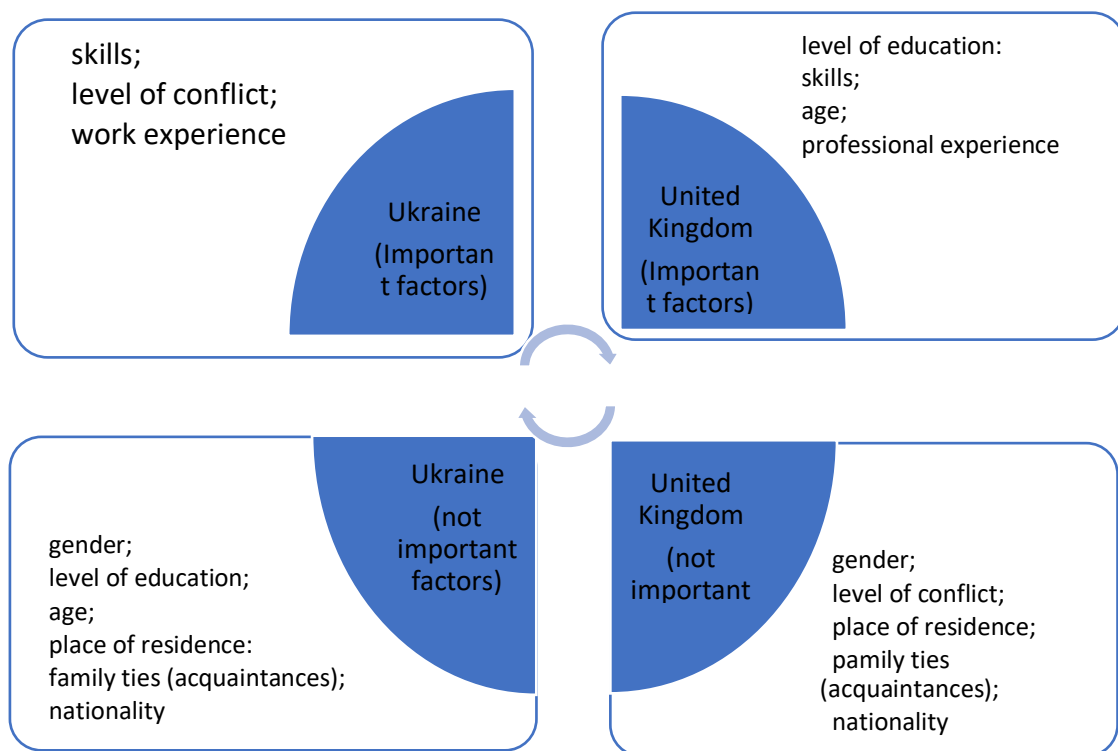 skills;
level of conflict;
work experience
Ukraine
(Importan
t factors)
level of education:
skills;
age;
professional experience
United
Kingdom
(Importan
t factors)
gender;
level of education;
age;
place of residence:
family ties (acquaintances);
nationality
Ukraine
(not
important
factors)
United
Kingdom
(not
important
gender;
level of conflict;
place of residence;
pamily ties
(acquaintances);
nationality